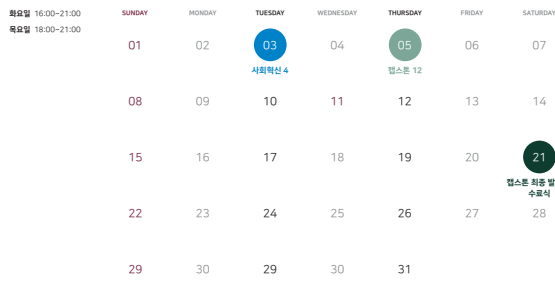 화요일 16:00~21:00
목요일 18:00~21:00
SUNDAY MONDAY TUESDAY WEDNESDAY THURSDAY FRIDAY SATURDAY
01 02 03 04 05 06 07
사회혁신 4 캡스톤 12
08 09 10 11 12 13 14
15 16 17 18 19 20 21
캡스톤 최종 발
수료식
22 23 24 25 26 27 28
29 30 29 30 31